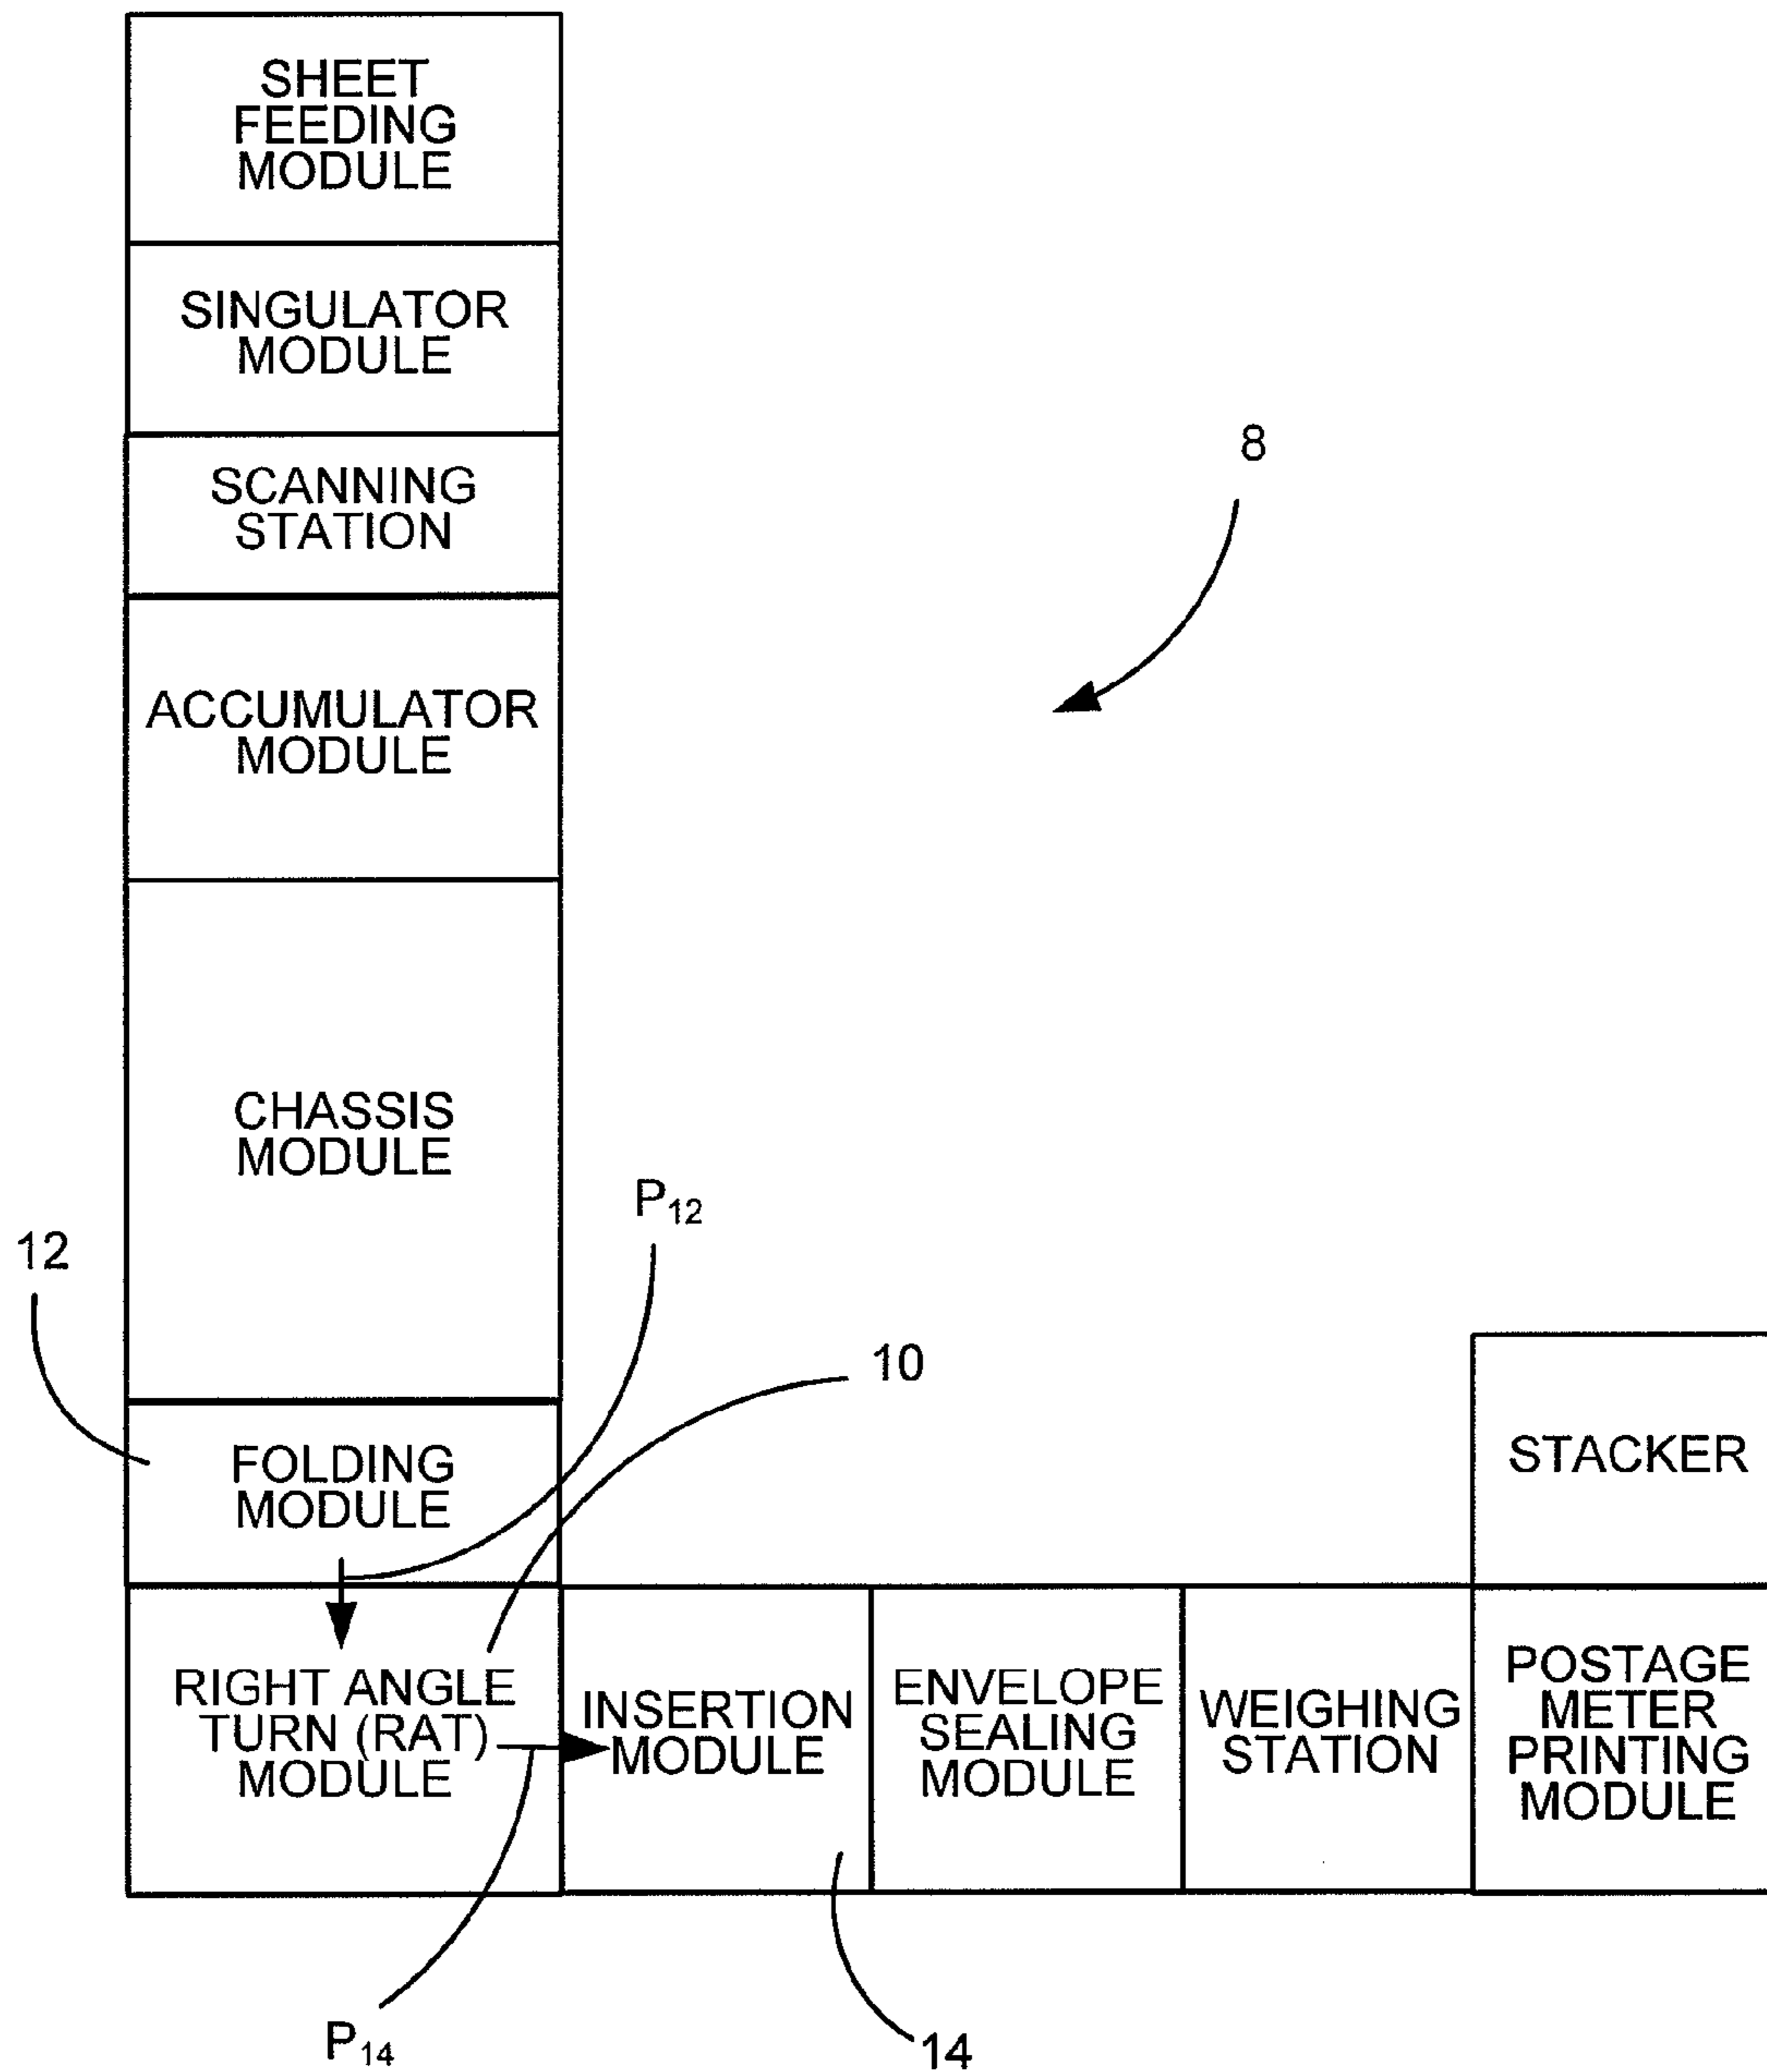 SHEET
FEEDING
MODULE
SINGULATOR
MODULE
SCANNING
STATION
8
ACCUMULATOR
MODULE
CHASSIS
MODULE
P₁₂
12
10
FOLDING
MODULE
STACKER
RIGHT ANGLE
TURN (RAT)
MODULE
INSERTION
MODULE
ENVELOPE
SEALING
MODULE
WEIGHING
STATION
POSTAGE
METER
PRINTING
MODULE
P₁₄
14